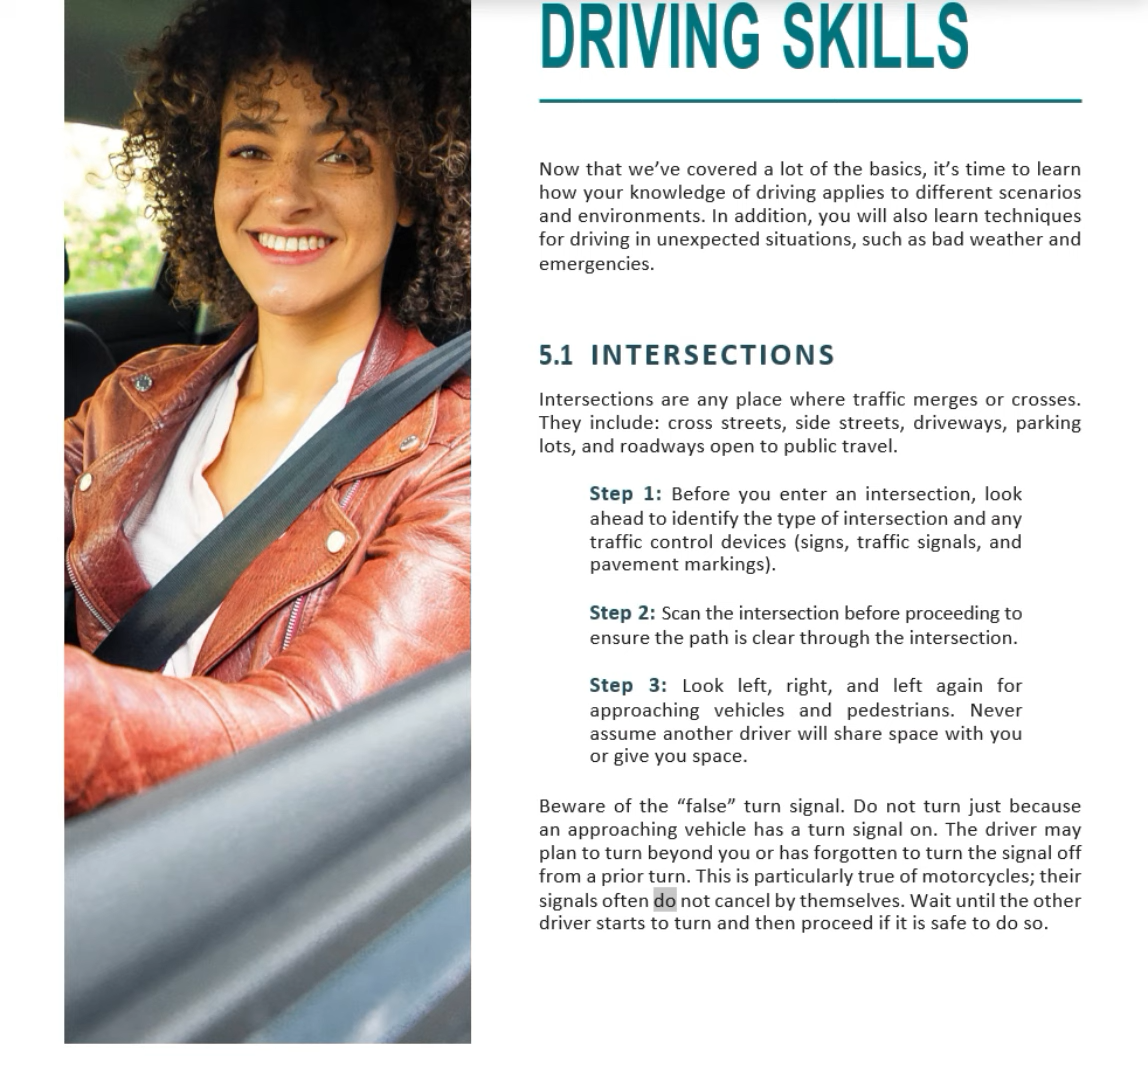 DRIVING SKILLS
Now that we’ve covered a lot of the basics, it’s time to learn
how your knowledge of driving applies to different scenarios
and environments. In addition, you will also learn techniques
for driving in unexpected situations, such as bad weather and
emergencies.
5.1 INTERSECTIONS
Intersections are any place where traffic merges or crosses.
They include: cross streets, side streets, driveways, parking
lots, and roadways open to public travel.
Step 1: Before you enter an intersection, look
ahead to identify the type of intersection and any
traffic control devices (signs, traffic signals, and
pavement markings).
Step 2: Scan the intersection before proceeding to
ensure the path is clear through the intersection.
Step 3: Look left, right, and left again for
approaching vehicles and pedestrians. Never
assume another driver will share space with you
or give you space.
Beware of the “false” turn signal. Do not turn just because
an approaching vehicle has a turn signal on. The driver may
plan to turn beyond you or has forgotten to turn the signal off
from a prior turn. This is particularly true of motorcycles; their
signals often do not cancel by themselves. Wait until the other
driver starts to turn and then proceed if it is safe to do so.